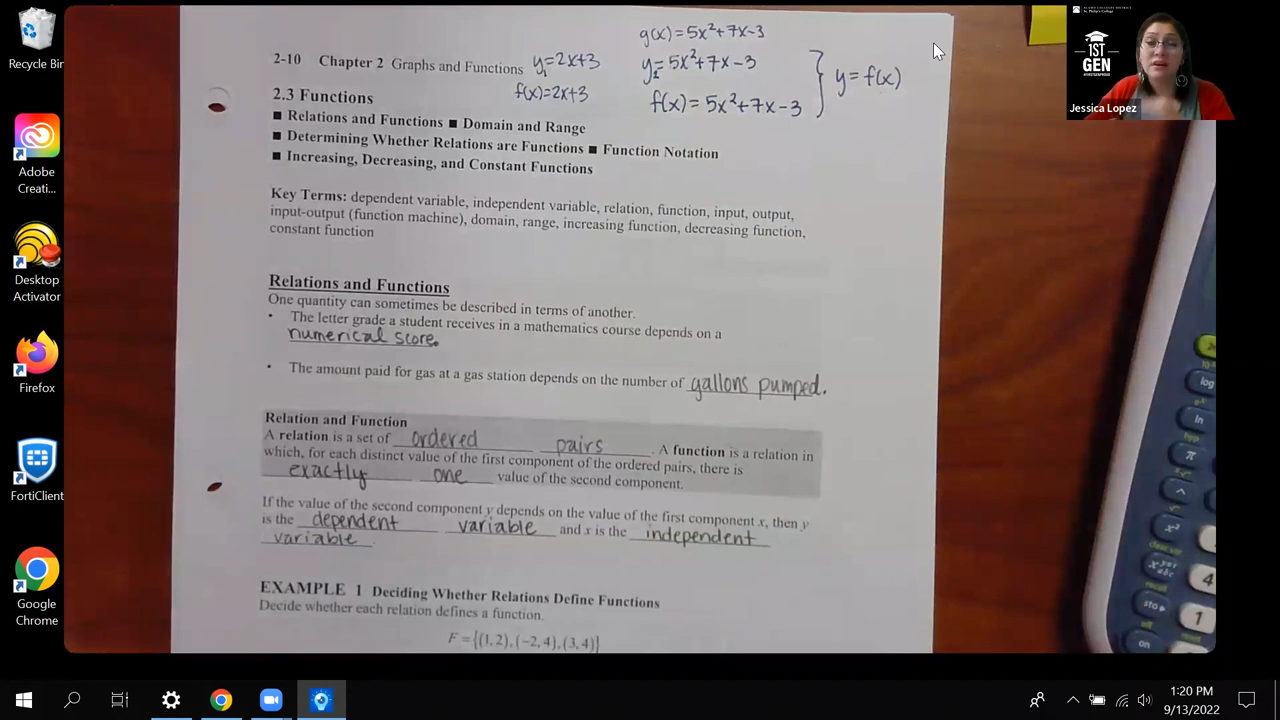 Recycle Bin
Adobe
Creati...
Desktop
Activator
Firefox
FortiClient
Google
Chrome
g(x) = 5x²+7x-3
2-10 Chapter 2 Graphs and Functions
y₁=2x+3
f(x)=2x+3
y₂= 5x²+7x-3
f(x) = 5x²+7x-3
y = f(x)
2.3 Functions
■ Relations and Functions ■ Domain and Range
■ Determining Whether Relations are Functions ■ Function Notation
■ Increasing, Decreasing, and Constant Functions
Key Terms: dependent variable, independent variable, relation, function, input, output,
input-output (function machine), domain, range, increasing function, decreasing function,
constant function
Relations and Functions
One quantity can sometimes be described in terms of another.
• The letter grade a student receives in a mathematics course depends on a
numerical score.
• The amount paid for gas at a gas station depends on the number of gallons pumped.
Relation and Function
A relation is a set of ordered pairs. A function is a relation in
which, for each distinct value of the first component of the ordered pairs, there is
exactly one value of the second component.
If the value of the second component y depends on the value of the first component x, then y
is the dependent variable and x is the independent
variable
EXAMPLE 1 Deciding Whether Relations Define Functions
Decide whether each relation defines a function.
F = {(1, 2), (−2, 4), (3, 4)}
1ST
GEN
Jessica Lopez
log
ln
π
^
x²
sto▸
on
4
1
1:20 PM
9/13/2022